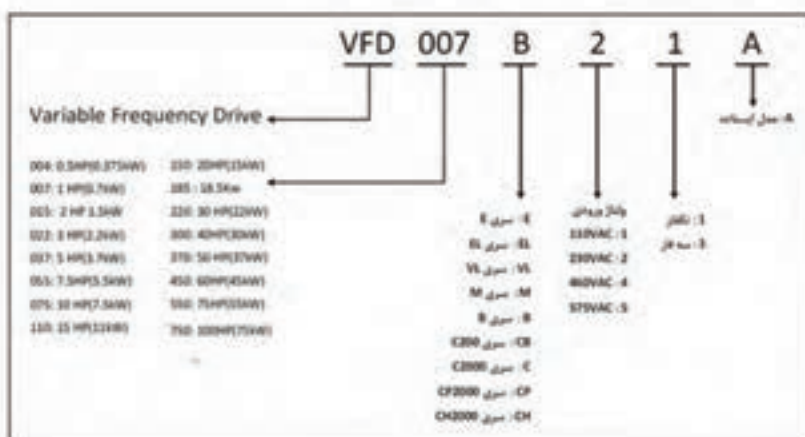 VFD 007 B 2 1 A
Variable Frequency Drive
A: مدل ایستاده
004: 0.5HP(0.375kW)
007: 1 HP(0.7kW)
015: 2 HP 1.5kW
022: 3 HP(2.2kW)
037: 5 HP(3.7kW)
055: 7.5HP(5.5kW)
075: 10 HP(7.5kW)
110: 15 HP(11kW)
150: 20HP(15kW)
185: 18.5Kw
220: 30 HP(22kW)
300: 40HP(30kW)
370: 50 HP(37kW)
450: 60HP(45kW)
550: 75HP(55kW)
750: 100HP(75kW)
E: سری E
EL: سری EL
VL: سری VL
M: سری M
B: سری B
CB: سری C200
C: سری C2000
CP: سری CP2000
CH: سری CH2000
ولتاژ ورودی
110VAC :1
230VAC :2
460VAC :4
575VAC :5
1: تکفاز
3: سه فاز